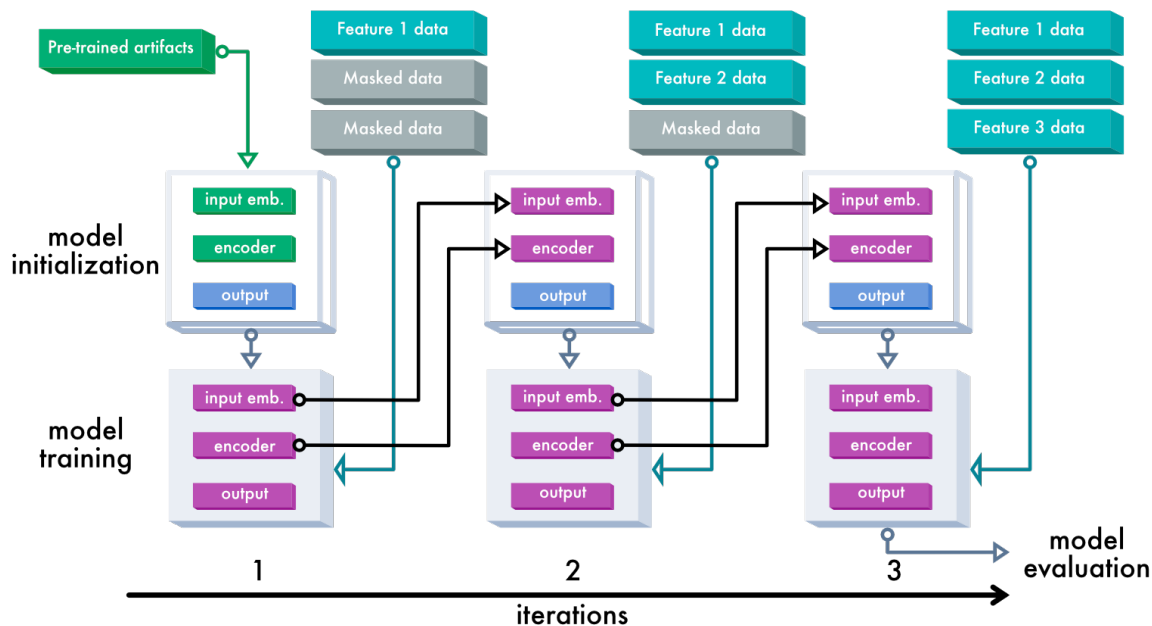 Pre-trained artifacts
Feature 1 data
Masked data
Masked data
Feature 1 data
Feature 2 data
Masked data
Feature 1 data
Feature 2 data
Feature 3 data
model
initialization
input emb.
encoder
output
input emb.
encoder
output
input emb.
encoder
output
model
training
input emb.
encoder
output
input emb.
encoder
output
input emb.
encoder
output
model
evaluation
1
2
3
iterations